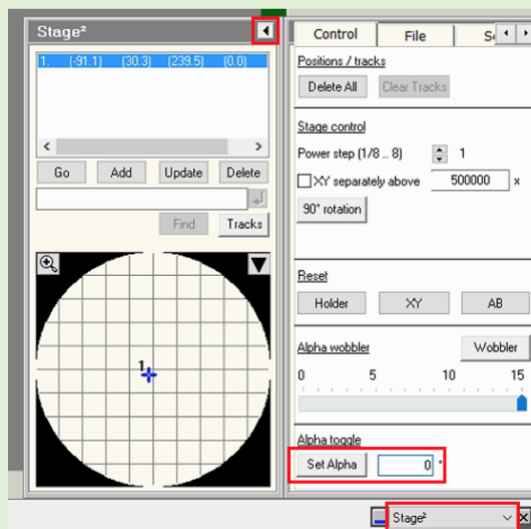 Stage²
1. (-91.1) (30.3) (239.5) (0.0)
Go Add Update Delete
Find Tracks
1
Control File
Positions / tracks
Delete All Clear Tracks
Stage control
Power step (1/8 .. 8) 1
XY separately above 500000 x
90° rotation
Reset
Holder XY AB
Alpha wobbler Wobbler
0 5 10 15
Alpha toggle
Set Alpha 0 °
Stage²